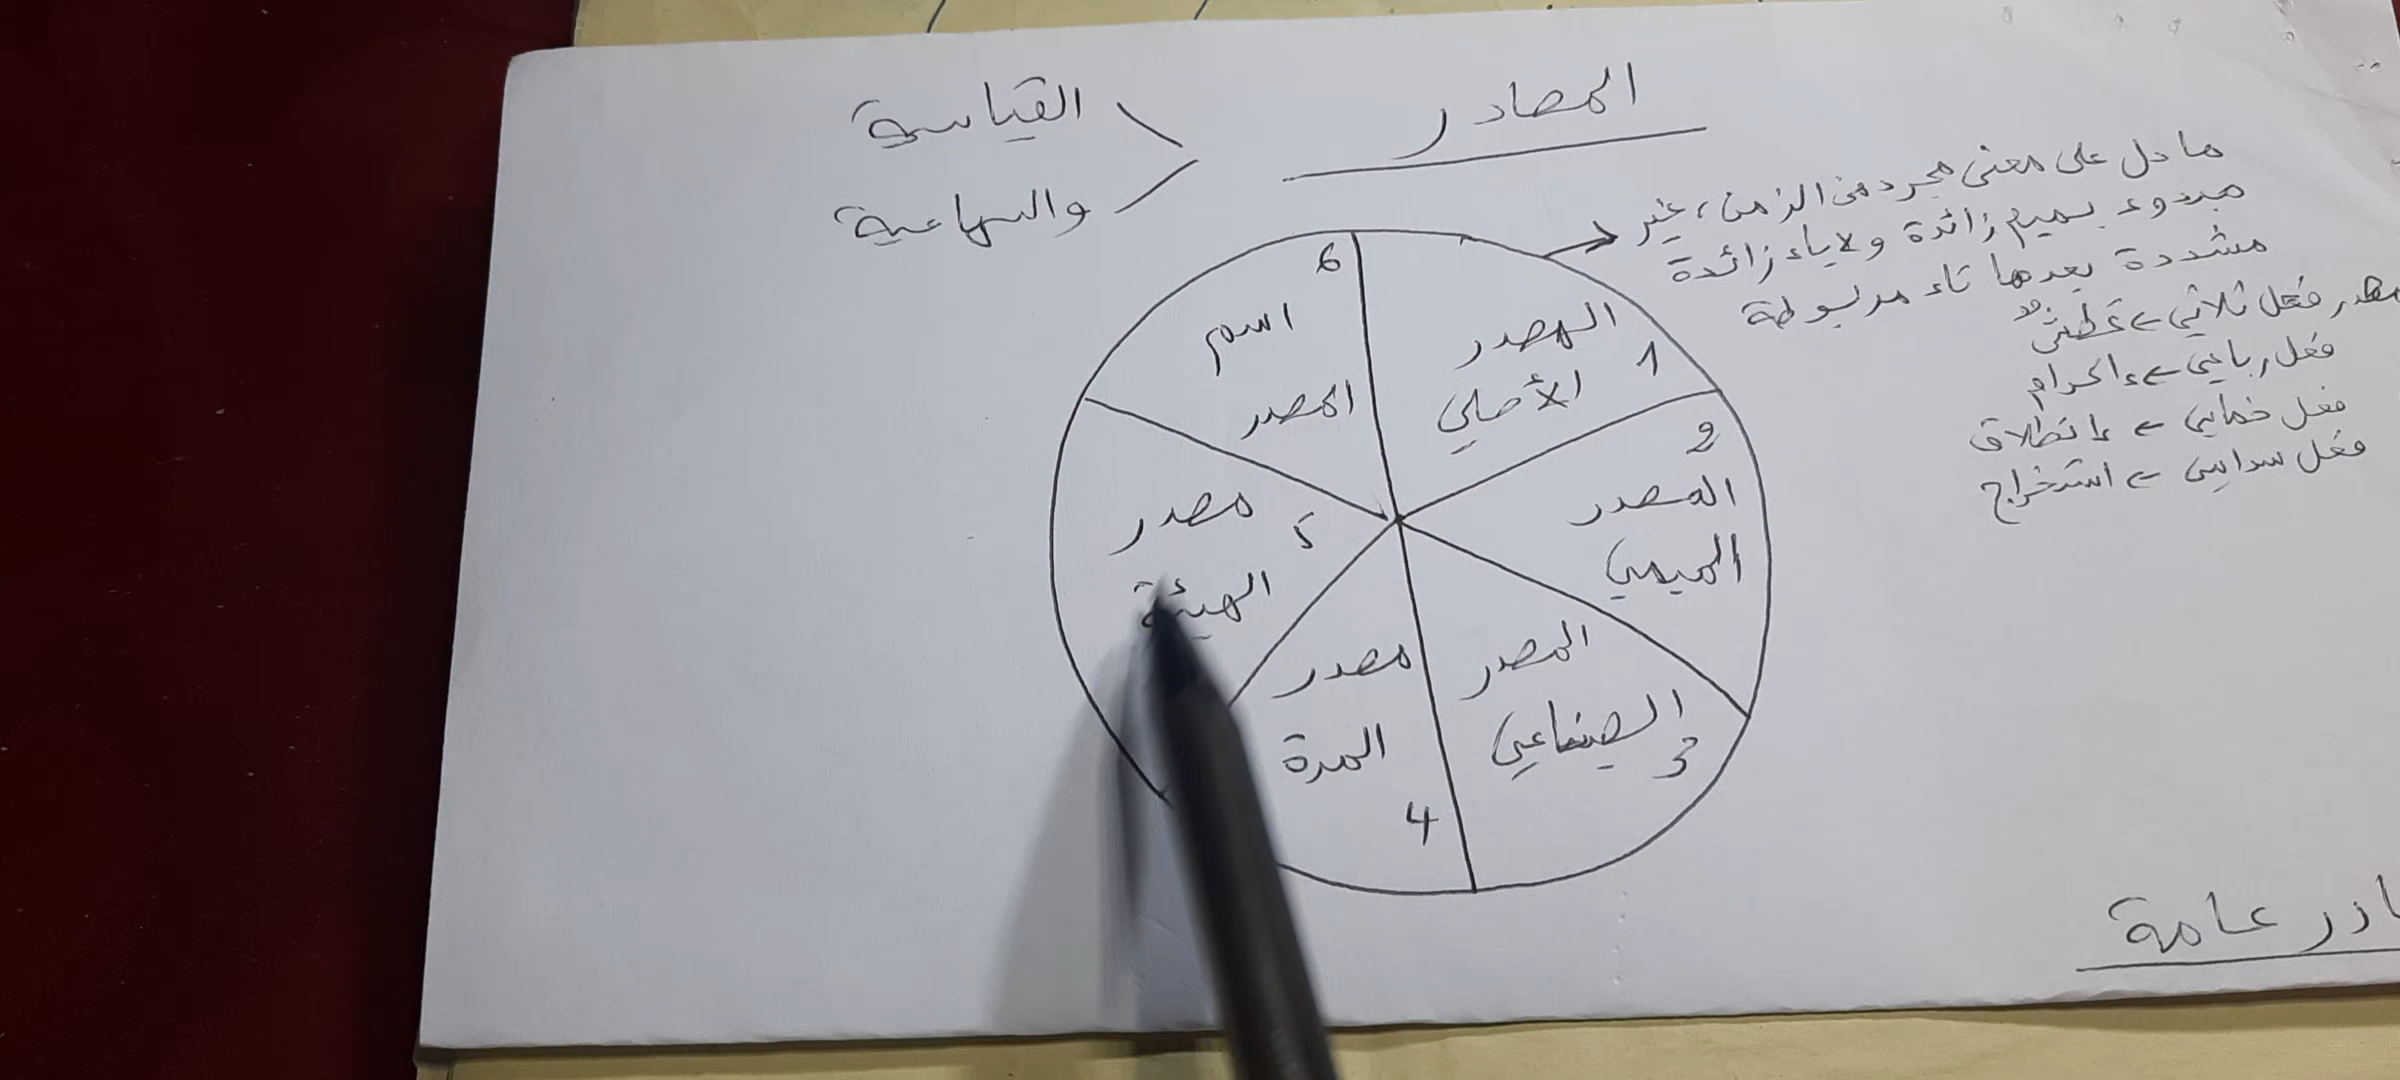 المصادر
القياسية
والسماعية
ما دل على معنى مجرد من الزمن، غير
مبدوء بميم زائدة ولا ياء زائدة
مشددة بعدها تاء مربوطة
مصدر فعل ثلاثي ← عطش
فعل رباعي ← إكرام
فعل خماسي ← إنطلاق
فعل سداسي ← استخراج
1
المصدر
الأصلي
2
المصدر
الميمي
3
المصدر
الصناعي
4
مصدر
المرة
5
مصدر
الهيئة
6
اسم
المصدر
عامة